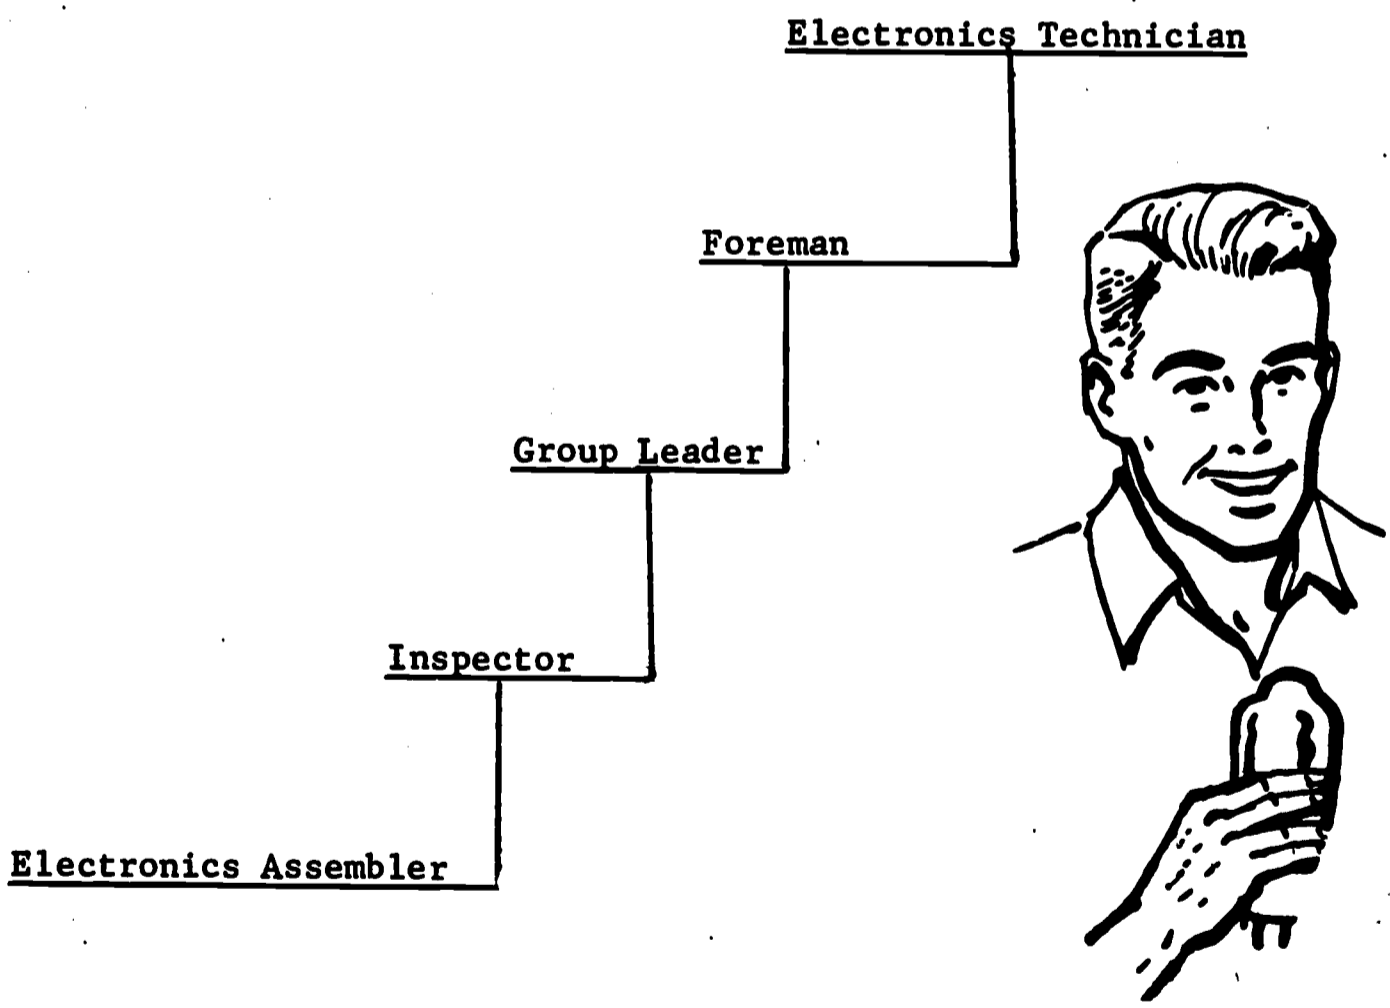 Electronics Technician
Foreman
Group Leader
Inspector
Electronics Assembler